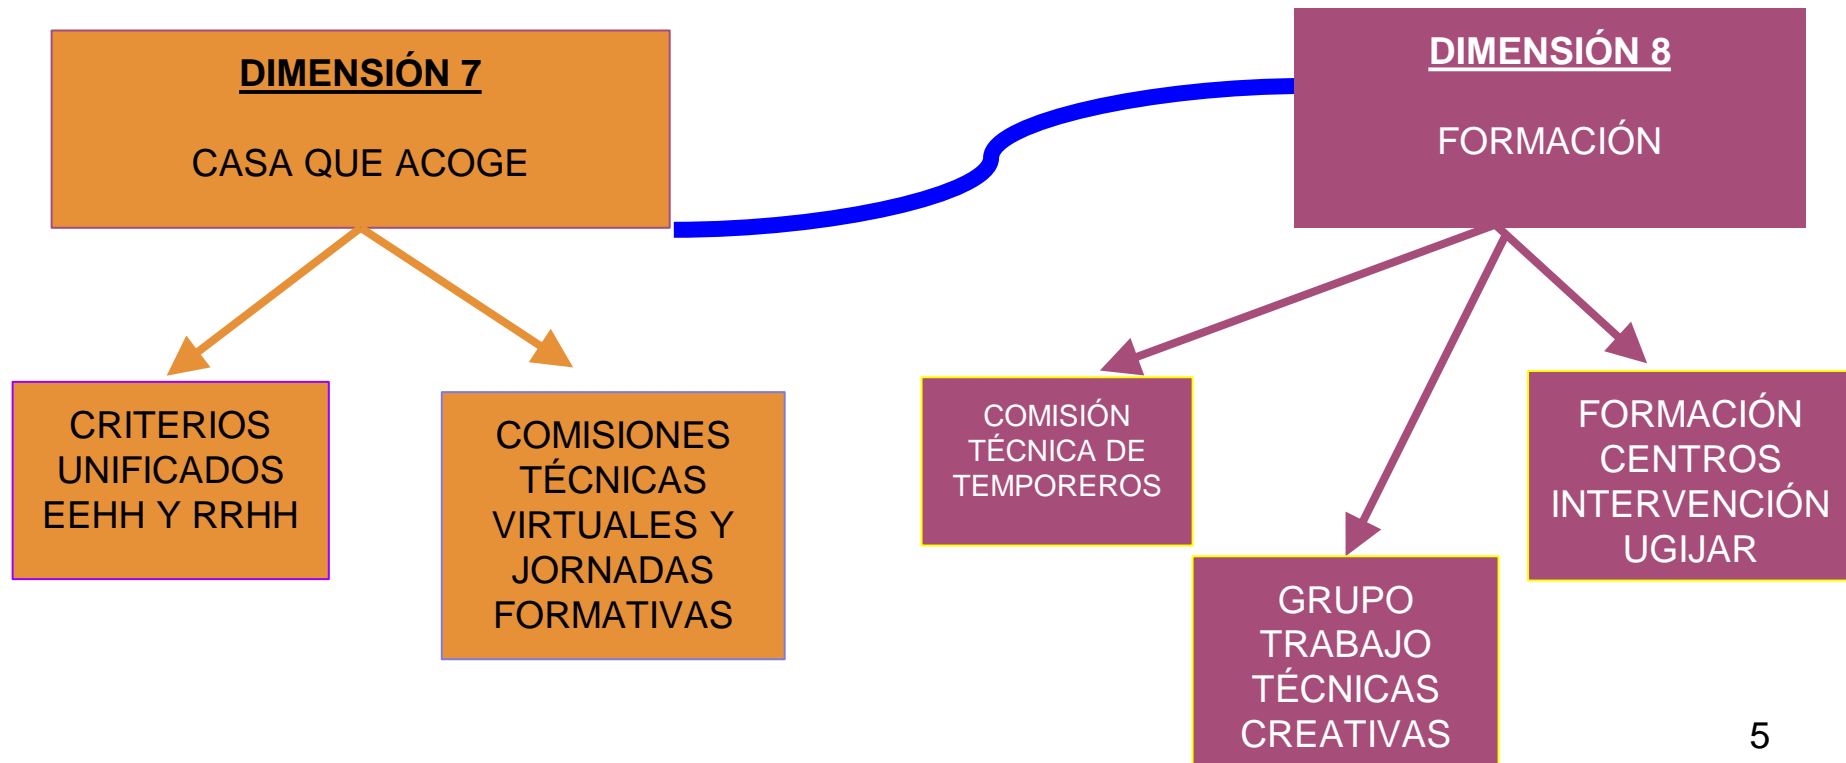 DIMENSIÓN 7
CASA QUE ACOGE
CRITERIOS
UNIFICADOS
EEHH Y RRHH
COMISIONES
TÉCNICAS
VIRTUALES Y
JORNADAS
FORMATIVAS
DIMENSIÓN 8
FORMACIÓN
COMISIÓN
TÉCNICA DE
TEMPOREROS
GRUPO
TRABAJO
TÉCNICAS
CREATIVAS
FORMACIÓN
CENTROS
INTERVENCIÓN
UGIJAR
5